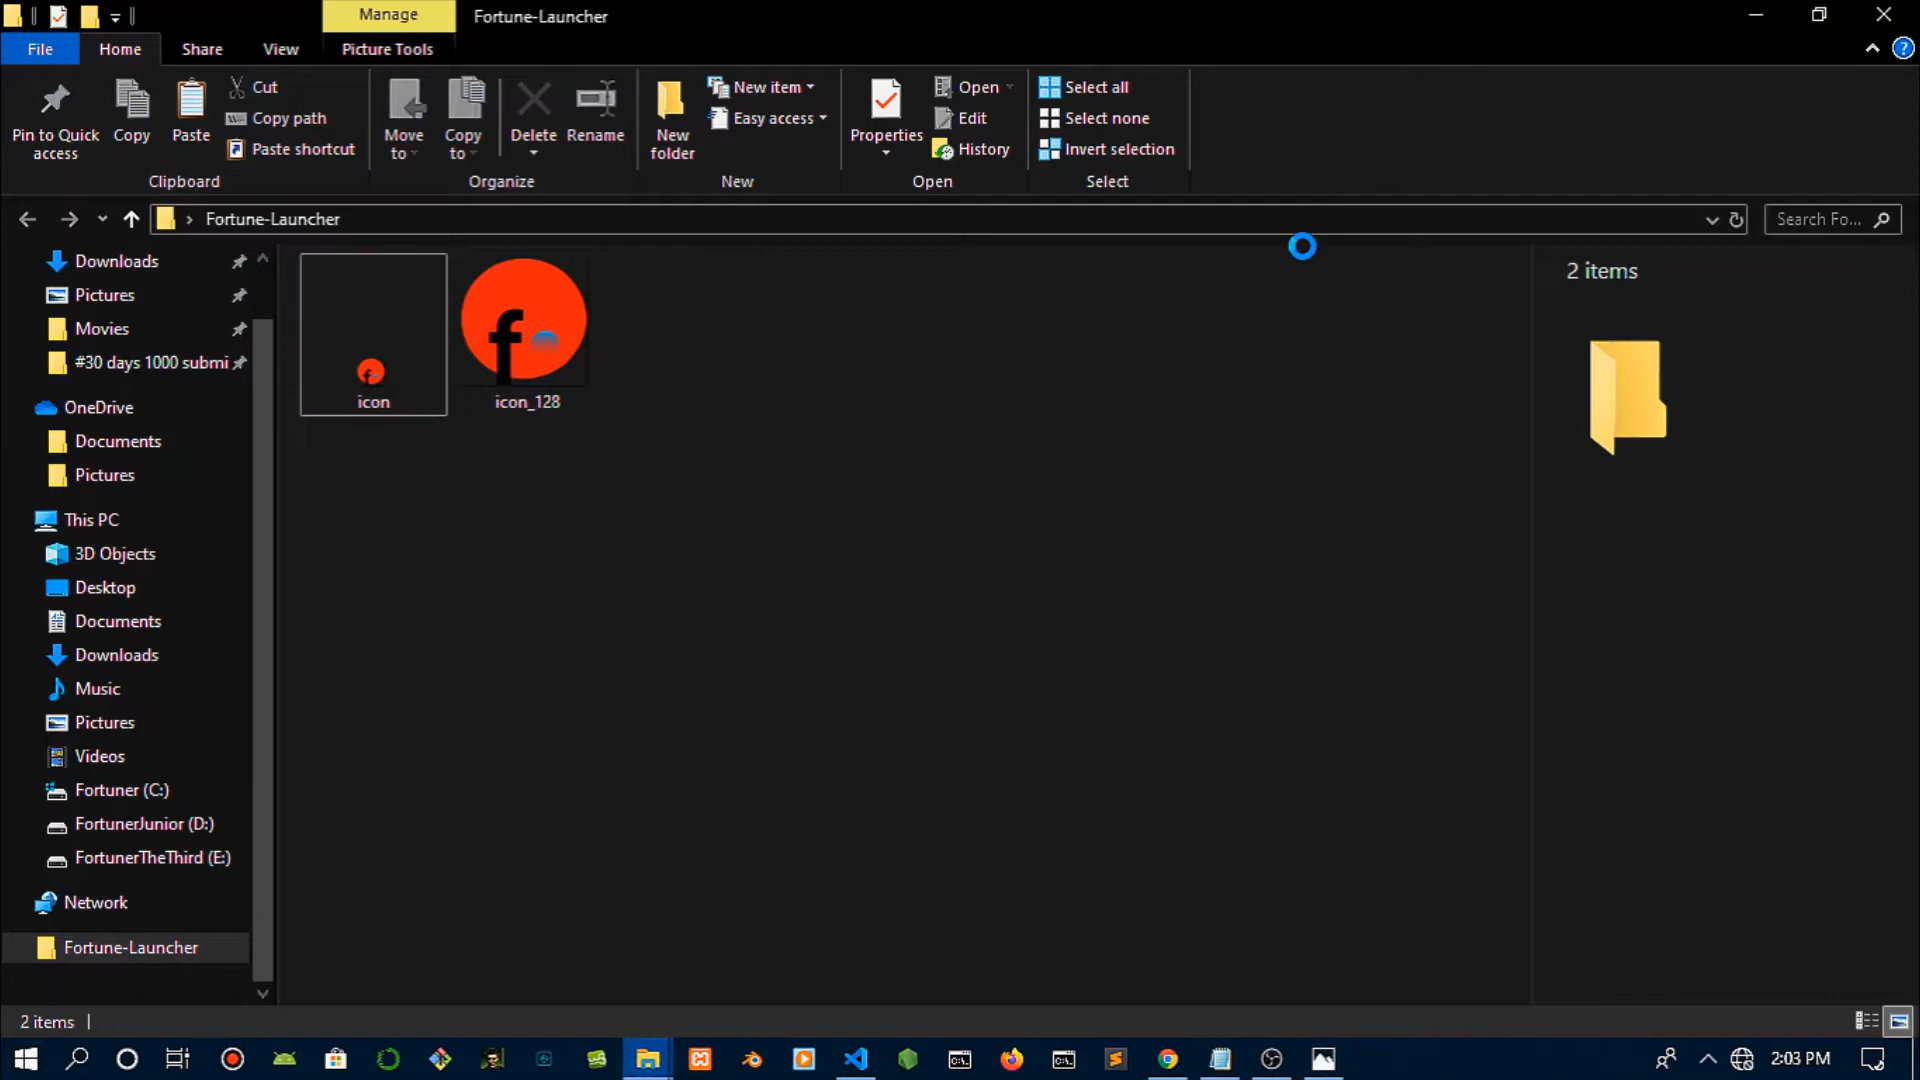 Manage
Fortune-Launcher
File
Home
Share
View
Picture Tools
Pin to Quick access
Copy
Paste
Cut
Copy path
Paste shortcut
Clipboard
Move to
Copy to
Delete
Rename
Organize
New folder
New item
Easy access
New
Properties
Open
Edit
History
Open
Select all
Select none
Invert selection
Select
Fortune-Launcher
Search Fo...
Downloads
Pictures
Movies
#30 days 1000 submi
OneDrive
Documents
Pictures
This PC
3D Objects
Desktop
Documents
Downloads
Music
Pictures
Videos
Fortuner (C:)
FortunerJunior (D:)
FortunerTheThird (E:)
Network
Fortune-Launcher
f
icon
f
icon_128
2 items
2 items
2:03 PM